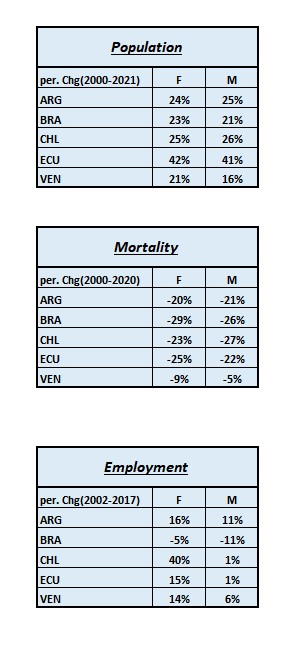 Population
per. Chg(2000-2021) F M
ARG 24% 25%
BRA 23% 21%
CHL 25% 26%
ECU 42% 41%
VEN 21% 16%
Mortality
per. Chg(2000-2020) F M
ARG -20% -21%
BRA -29% -26%
CHL -23% -27%
ECU -25% -22%
VEN -9% -5%
Employment
per. Chg(2002-2017) F M
ARG 16% 11%
BRA -5% -11%
CHL 40% 1%
ECU 15% 1%
VEN 14% 6%